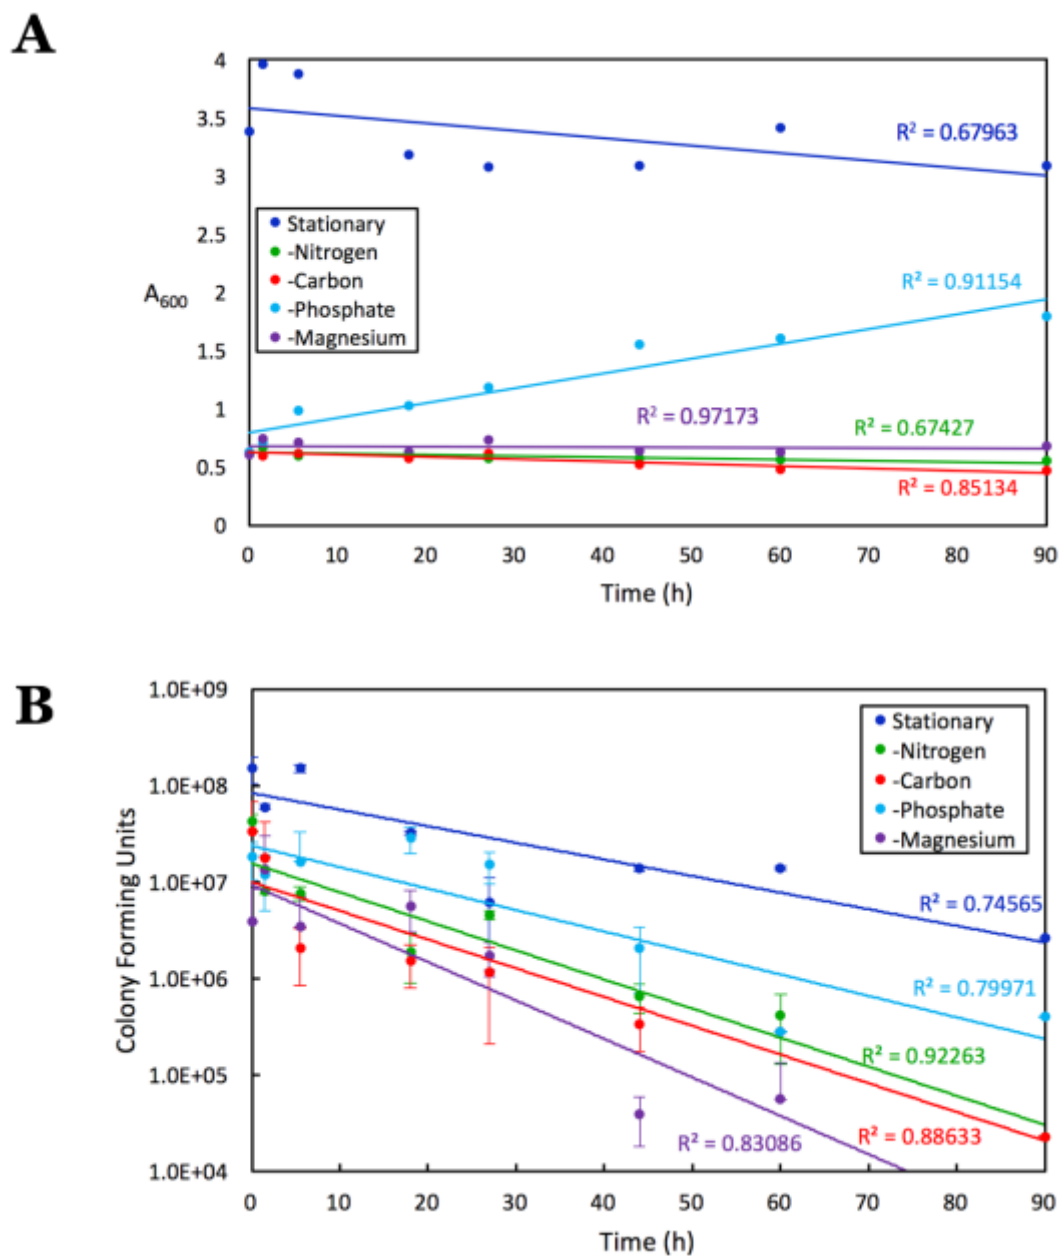 A
4
3.5
3
2.5
2
1.5
1
0.5
0
A₆₀₀
Stationary
-Nitrogen
-Carbon
-Phosphate
-Magnesium
R² = 0.67963
R² = 0.91154
R² = 0.97173
R² = 0.67427
R² = 0.85134
0 10 20 30 40 50 60 70 80 90
Time (h)
B
1.0E+09
1.0E+08
1.0E+07
1.0E+06
1.0E+05
1.0E+04
Colony Forming Units
Stationary
-Nitrogen
-Carbon
-Phosphate
-Magnesium
R² = 0.74565
R² = 0.79971
R² = 0.92263
R² = 0.88633
R² = 0.83086
0 10 20 30 40 50 60 70 80 90
Time (h)